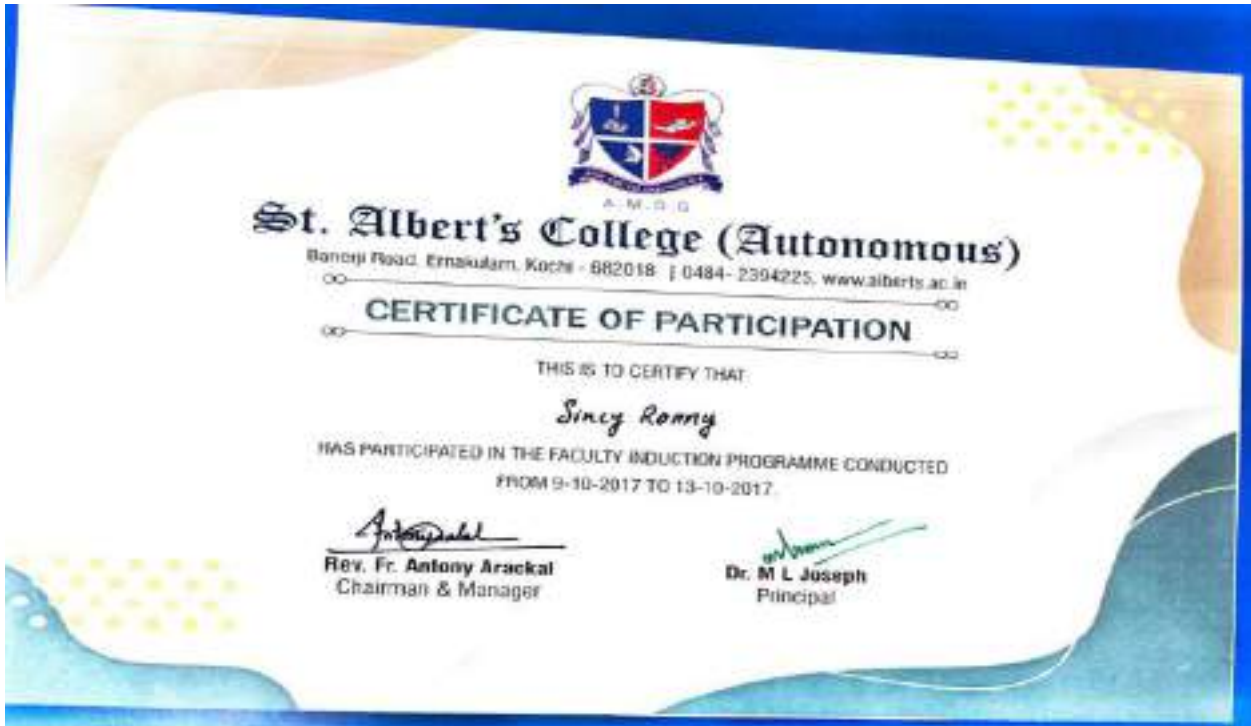 A.M.D.G
St. Albert's College (Autonomous)
Banerji Road, Ernakulam, Kochi - 682018 | 0484- 2394225, www.alberts.ac.in
CERTIFICATE OF PARTICIPATION
THIS IS TO CERTIFY THAT
Sincy Ronny
HAS PARTICIPATED IN THE FACULTY INDUCTION PROGRAMME CONDUCTED
FROM 9-10-2017 TO 13-10-2017.
Rev. Fr. Antony Arackal
Chairman & Manager
Dr. M L Joseph
Principal